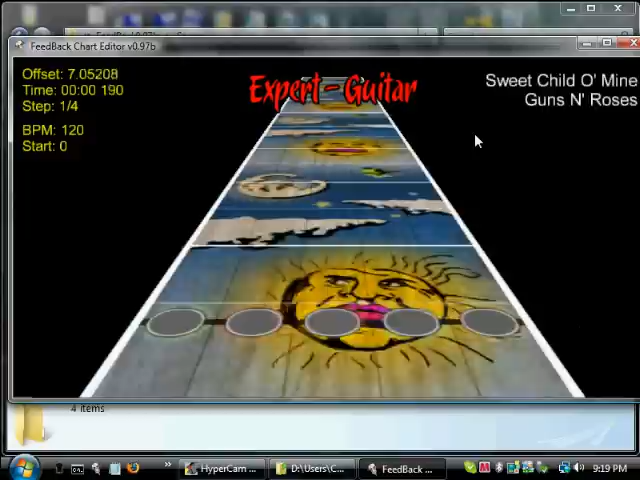 FeedBack Chart Editor v0.97b
Offset: 7.05208
Time: 00:00 190
Step: 1/4
BPM: 120
Start: 0
Expert - Guitar
Sweet Child O' Mine
Guns N' Roses
4 items
HyperCam ...
D:\Users\C...
FeedBack ...
9:19 PM